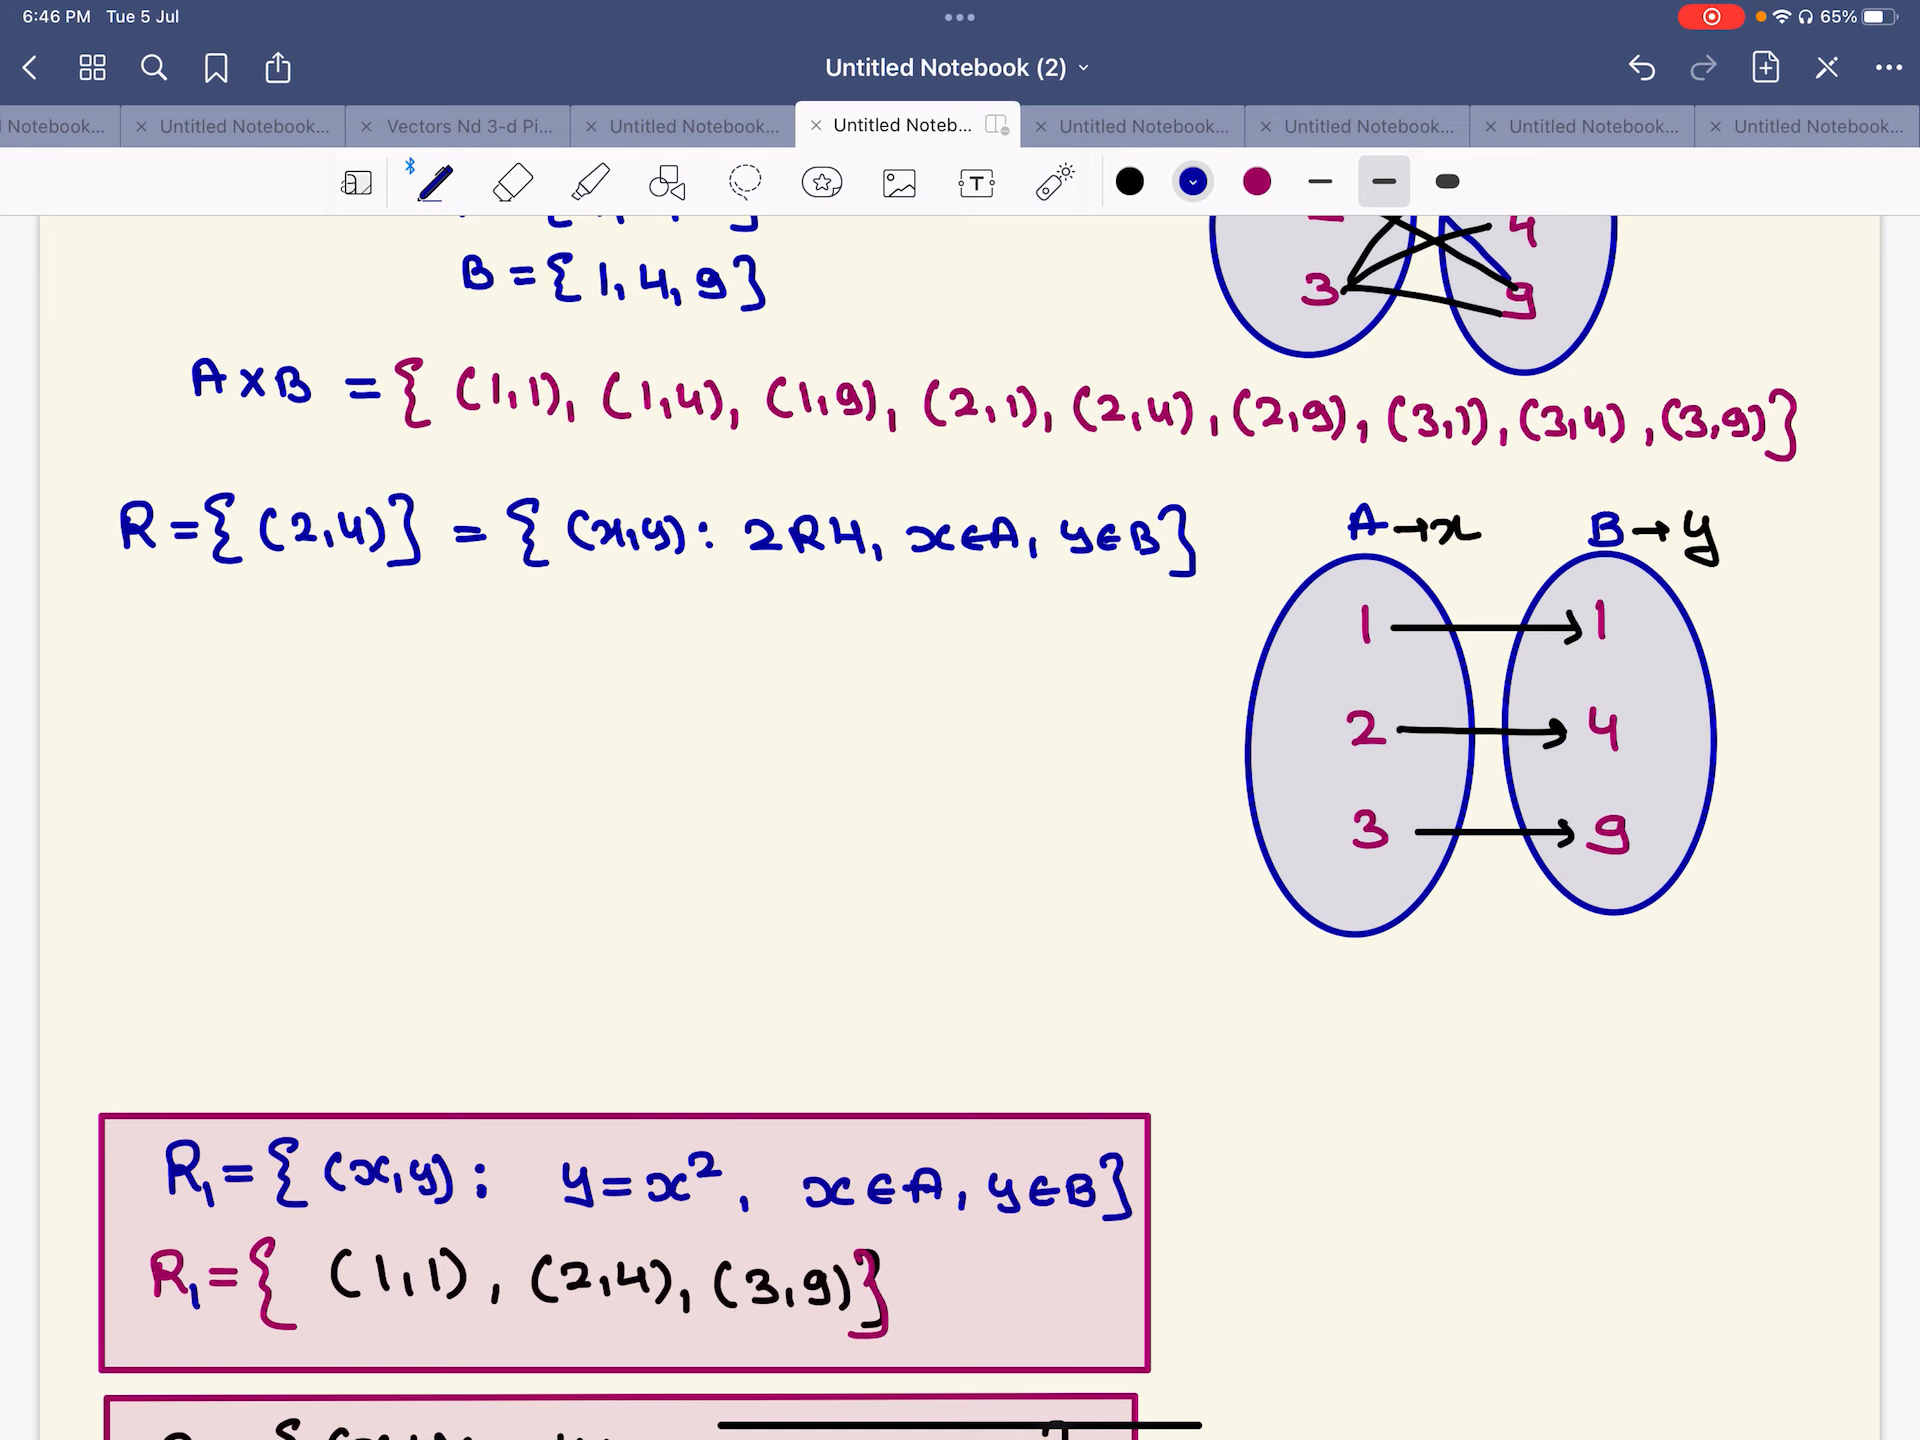 6:46 PM Tue 5 Jul
65%
Untitled Notebook (2)
l Notebook... Untitled Notebook... Vectors Nd 3-d Pi... Untitled Notebook... Untitled Noteb... Untitled Notebook... Untitled Notebook... Untitled Notebook... Untitled Notebook...
T
4
B = { 1, 4, 9 }
3 9
A × B = { (1,1), (1,4), (1,9), (2,1), (2,4), (2,9), (3,1), (3,4), (3,9) }
R = { (2,4) } = { (x,y) : 2R4, x∈A, y∈B }
A → x B → y
1 1
2 4
3 9
R₁ = { (x,y) : y = x², x∈A, y∈B }
R₁ = { (1,1), (2,4), (3,9) }